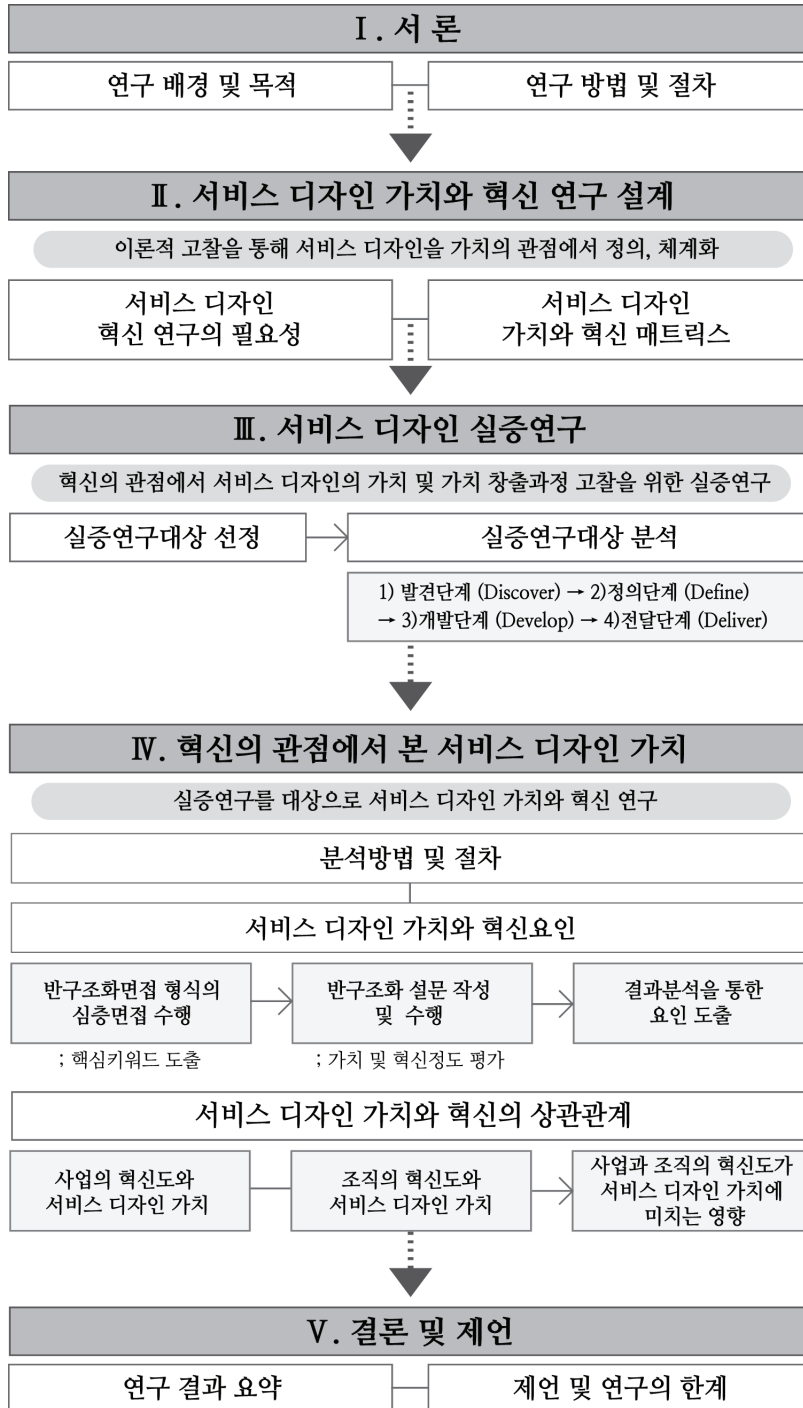 Ⅰ. 서 론
연구 배경 및 목적
연구 방법 및 절차
Ⅱ. 서비스 디자인 가치와 혁신 연구 설계
이론적 고찰을 통해 서비스 디자인을 가치의 관점에서 정의, 체계화
서비스 디자인
혁신 연구의 필요성
서비스 디자인
가치와 혁신 매트릭스
Ⅲ. 서비스 디자인 실증연구
혁신의 관점에서 서비스 디자인의 가치 및 가치 창출과정 고찰을 위한 실증연구
실증연구대상 선정
실증연구대상 분석
1) 발견단계 (Discover) → 2)정의단계 (Define)
→ 3)개발단계 (Develop) → 4)전달단계 (Deliver)
Ⅳ. 혁신의 관점에서 본 서비스 디자인 가치
실증연구를 대상으로 서비스 디자인 가치와 혁신 연구
분석방법 및 절차
서비스 디자인 가치와 혁신요인
반구조화면접 형식의
심층면접 수행
; 핵심키워드 도출
반구조화 설문 작성
및 수행
; 가치 및 혁신정도 평가
결과분석을 통한
요인 도출
서비스 디자인 가치와 혁신의 상관관계
사업의 혁신도와
서비스 디자인 가치
조직의 혁신도와
서비스 디자인 가치
사업과 조직의 혁신도가
서비스 디자인 가치에
미치는 영향
Ⅴ. 결론 및 제언
연구 결과 요약
제언 및 연구의 한계